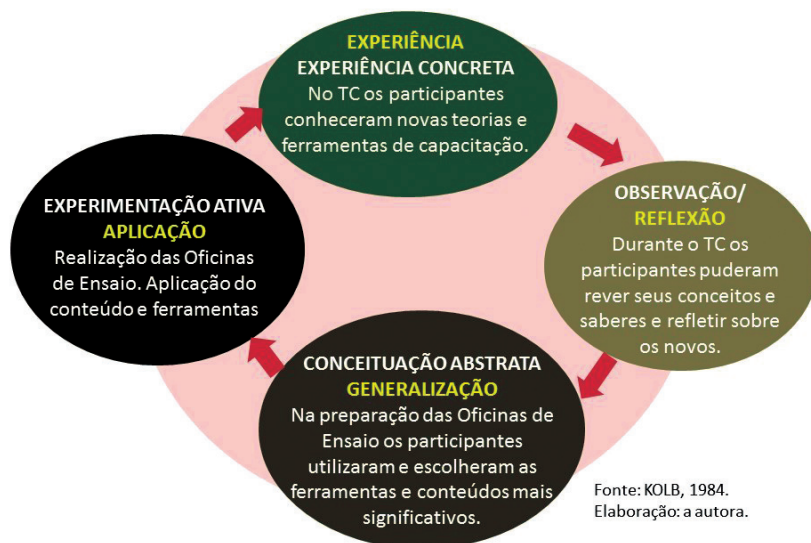 EXPERIÊNCIA
EXPERIÊNCIA CONCRETA
No TC os participantes
conheceram novas teorias e
ferramentas de capacitação.
OBSERVAÇÃO/
REFLEXÃO
Durante o TC os
participantes puderam
rever seus conceitos e
saberes e refletir sobre
os novos.
CONCEITUAÇÃO ABSTRATA
GENERALIZAÇÃO
Na preparação das Oficinas de
Ensaio os participantes
utilizaram e escolheram as
ferramentas e conteúdos mais
significativos.
EXPERIMENTAÇÃO ATIVA
APLICAÇÃO
Realização das Oficinas
de Ensaio. Aplicação do
conteúdo e ferramentas
Fonte: KOLB, 1984.
Elaboração: a autora.